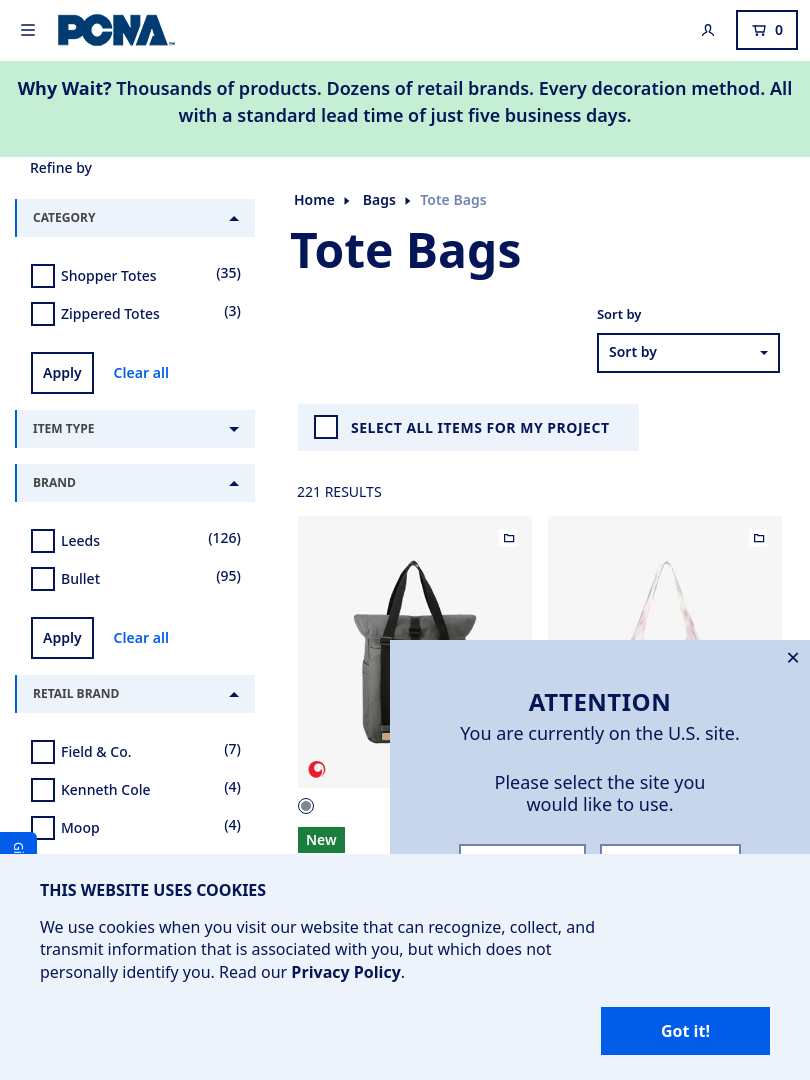 PCNA
0
Why Wait? Thousands of products. Dozens of retail brands. Every decoration method. All
with a standard lead time of just five business days.
Refine by
Home
Bags
Tote Bags
Tote Bags
CATEGORY
Shopper Totes
(35)
Zippered Totes
(3)
Apply
Clear all
ITEM TYPE
BRAND
Leeds
(126)
Bullet
(95)
Apply
Clear all
RETAIL BRAND
Field & Co.
(7)
Kenneth Cole
(4)
Moop
(4)
Sort by
Sort by
SELECT ALL ITEMS FOR MY PROJECT
221 RESULTS
New
ATTENTION
You are currently on the U.S. site.
Please select the site you
would like to use.
THIS WEBSITE USES COOKIES
We use cookies when you visit our website that can recognize, collect, and
transmit information that is associated with you, but which does not
personally identify you. Read our Privacy Policy.
Got it!